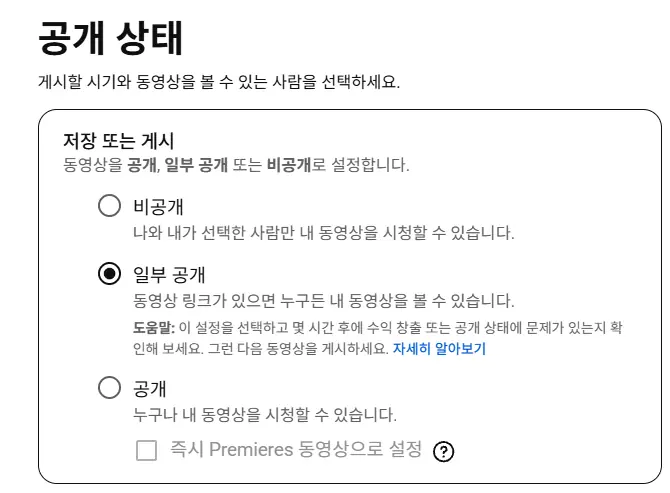 공개 상태
게시할 시기와 동영상을 볼 수 있는 사람을 선택하세요.
저장 또는 게시
동영상을 공개, 일부 공개 또는 비공개로 설정합니다.
비공개
나와 내가 선택한 사람만 내 동영상을 시청할 수 있습니다.
일부 공개
동영상 링크가 있으면 누구든 내 동영상을 볼 수 있습니다.
도움말: 이 설정을 선택하고 몇 시간 후에 수익 창출 또는 공개 상태에 문제가 있는지 확
인해 보세요. 그런 다음 동영상을 게시하세요. 자세히 알아보기
공개
누구나 내 동영상을 시청할 수 있습니다.
즉시 Premieres 동영상으로 설정 ?